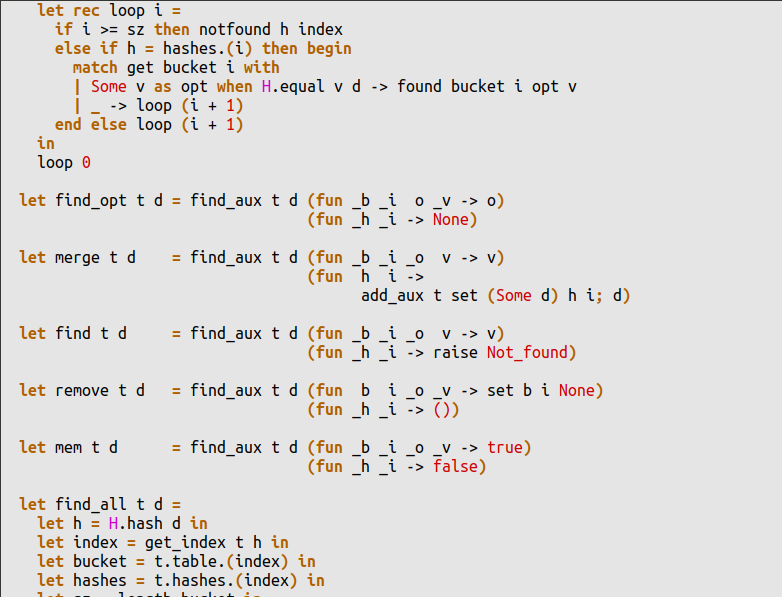 let rec loop i =
if i >= sz then notfound h index
else if h = hashes.(i) then begin
match get bucket i with
| Some v as opt when H.equal v d -> found bucket i opt v
| _ -> loop (i + 1)
end else loop (i + 1)
in
loop 0
let find_opt t d = find_aux t d (fun _b _i  o _v -> o)
(fun _h _i -> None)
let merge t d    = find_aux t d (fun _b _i _o  v -> v)
(fun  h  i ->
add_aux t set (Some d) h i; d)
let find t d     = find_aux t d (fun _b _i _o  v -> v)
(fun _h _i -> raise Not_found)
let remove t d   = find_aux t d (fun  b  i _o _v -> set b i None)
(fun _h _i -> ())
let mem t d      = find_aux t d (fun _b _i _o _v -> true)
(fun _h _i -> false)
let find_all t d =
let h = H.hash d in
let index = get_index t h in
let bucket = t.table.(index) in
let hashes = t.hashes.(index) in
let sz = length bucket in